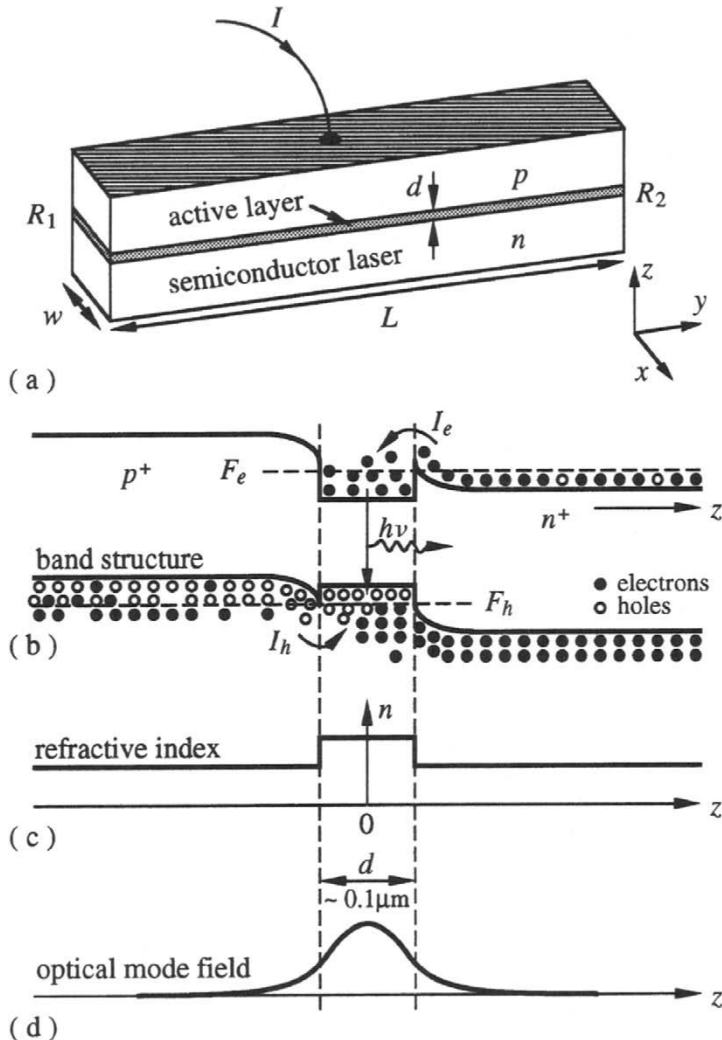 I
d
p
R1
active layer
R2
semiconductor laser
n
z
w
L
y
x
( a )
Ie
p+
Fe
z
hν
n+
band structure
electrons
Fh
holes
( b )
Ih
n
refractive index
z
0
( c )
d
~ 0.1μm
optical mode field
z
( d )